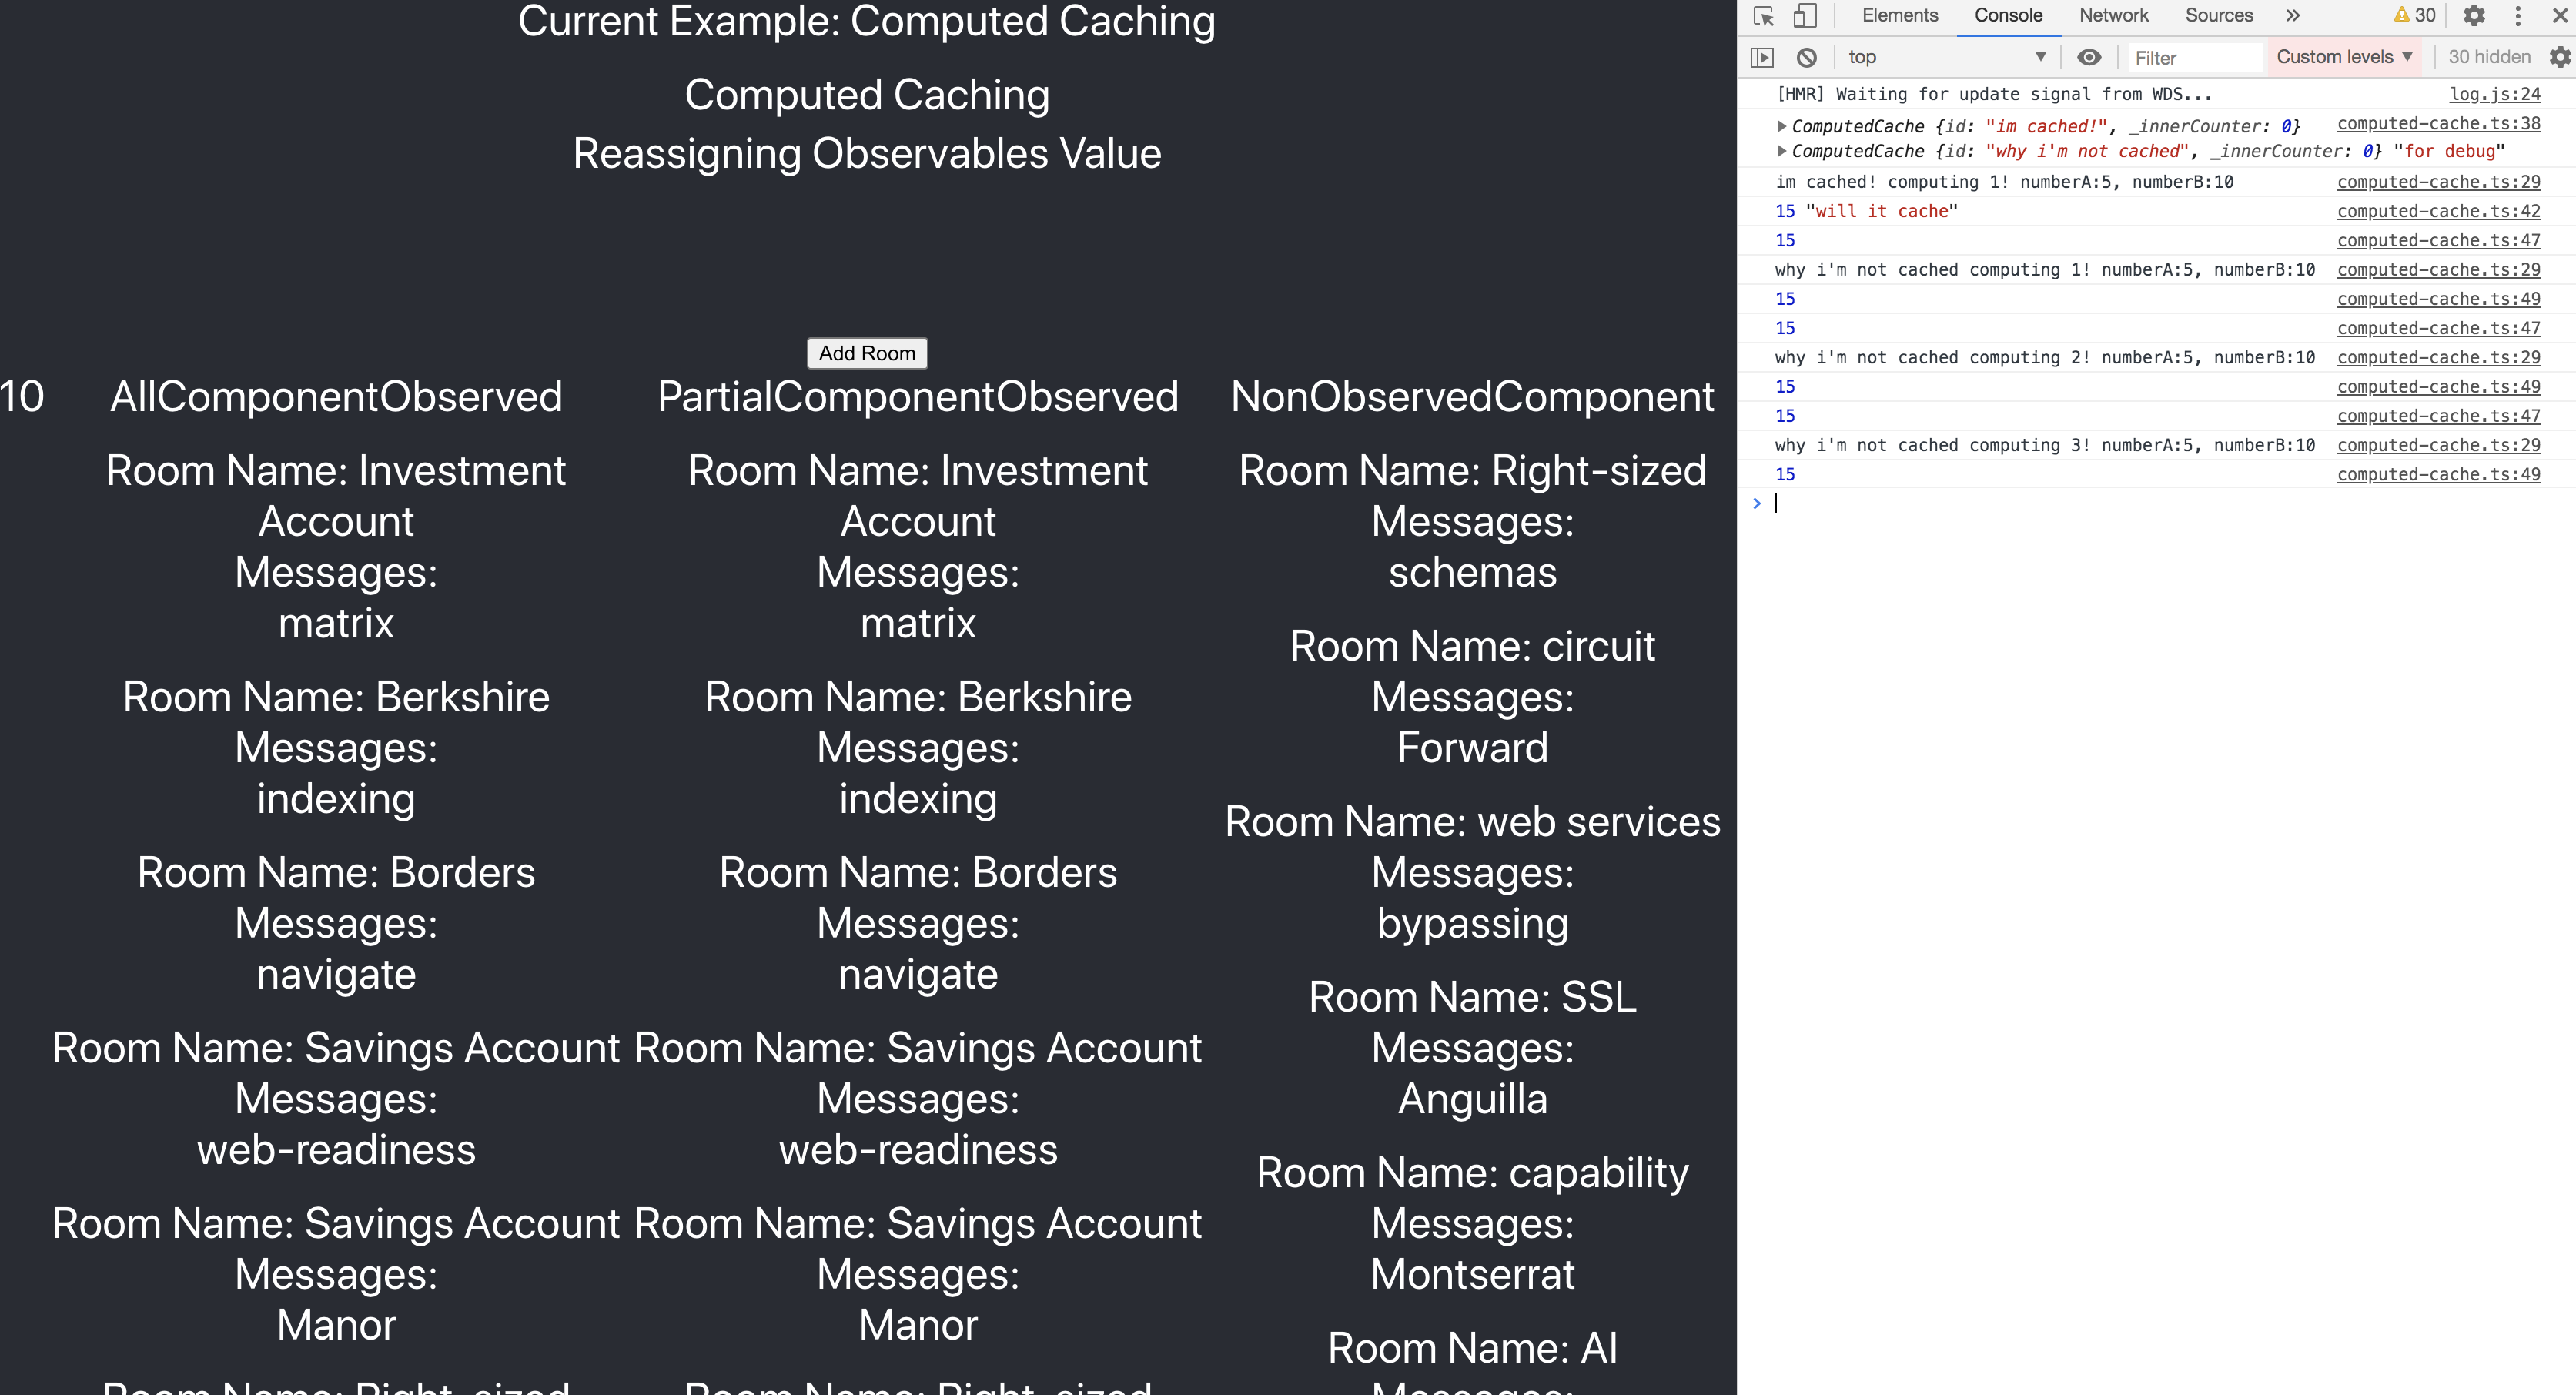 Current Example: Computed Caching
Computed Caching
Reassigning Observables Value
Add Room
10
AllComponentObserved
Room Name: Investment
Account
Messages:
matrix
Room Name: Berkshire
Messages:
indexing
Room Name: Borders
Messages:
navigate
Room Name: Savings Account
Messages:
web-readiness
Room Name: Savings Account
Messages:
Manor
Room Name: Right-sized
PartialComponentObserved
Room Name: Investment
Account
Messages:
matrix
Room Name: Berkshire
Messages:
indexing
Room Name: Borders
Messages:
navigate
Room Name: Savings Account
Messages:
web-readiness
Room Name: Savings Account
Messages:
Manor
Room Name: Right-sized
NonObservedComponent
Room Name: Right-sized
Messages:
schemas
Room Name: circuit
Messages:
Forward
Room Name: web services
Messages:
bypassing
Room Name: SSL
Messages:
Anguilla
Room Name: capability
Messages:
Montserrat
Room Name: AI
Messages:
Elements Console Network Sources » 30
top Filter Custom levels 30 hidden
[HMR] Waiting for update signal from WDS... log.js:24
ComputedCache {id: "im cached!", _innerCounter: 0} computed-cache.ts:38
ComputedCache {id: "why i'm not cached", _innerCounter: 0} "for debug"
im cached! computing 1! numberA:5, numberB:10 computed-cache.ts:29
15 "will it cache" computed-cache.ts:42
15 computed-cache.ts:47
why i'm not cached computing 1! numberA:5, numberB:10 computed-cache.ts:29
15 computed-cache.ts:49
15 computed-cache.ts:47
why i'm not cached computing 2! numberA:5, numberB:10 computed-cache.ts:29
15 computed-cache.ts:49
15 computed-cache.ts:47
why i'm not cached computing 3! numberA:5, numberB:10 computed-cache.ts:29
15 computed-cache.ts:49
>